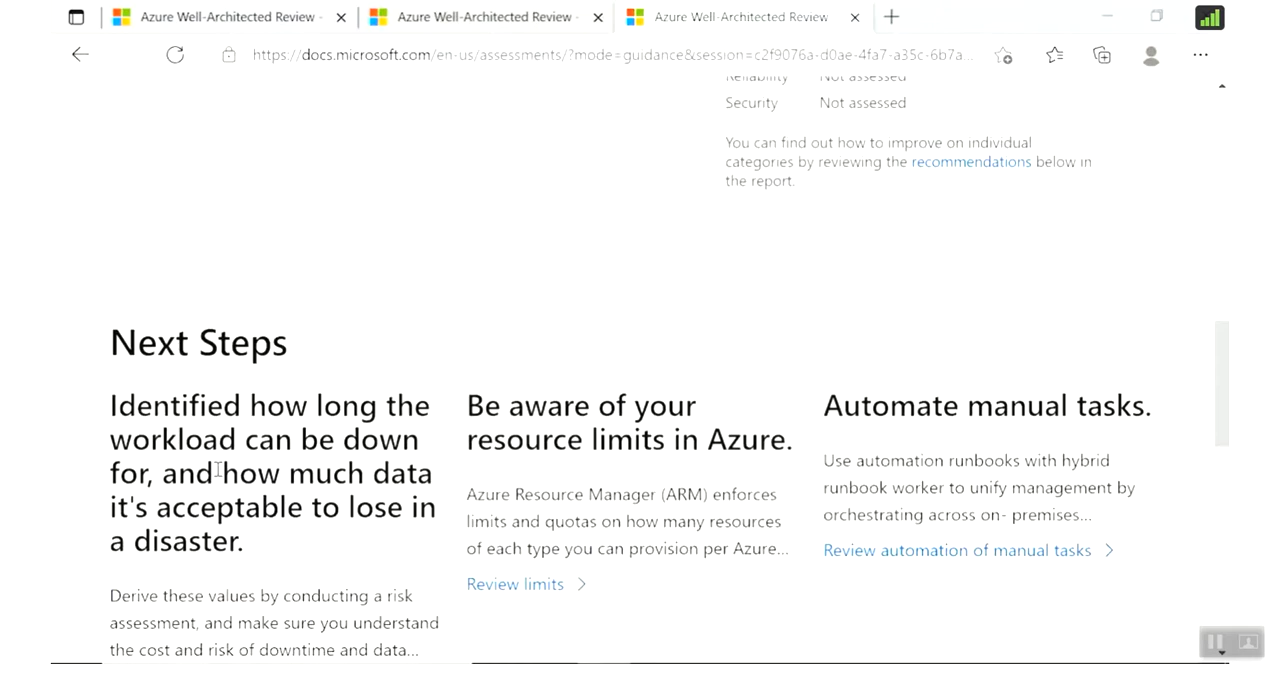 Azure Well-Architected Review -
Azure Well-Architected Review -
Azure Well-Architected Review
https://docs.microsoft.com/en-us/assessments/?mode=guidance&session=c2f9076a-d0ae-4fa7-a35c-6b7a...
Reliability Not assessed
Security Not assessed
You can find out how to improve on individual
categories by reviewing the recommendations below in
the report.
Next Steps
Identified how long the
workload can be down
for, and how much data
it's acceptable to lose in
a disaster.
Derive these values by conducting a risk
assessment, and make sure you understand
the cost and risk of downtime and data...
Be aware of your
resource limits in Azure.
Azure Resource Manager (ARM) enforces
limits and quotas on how many resources
of each type you can provision per Azure...
Review limits
Automate manual tasks.
Use automation runbooks with hybrid
runbook worker to unify management by
orchestrating across on- premises...
Review automation of manual tasks